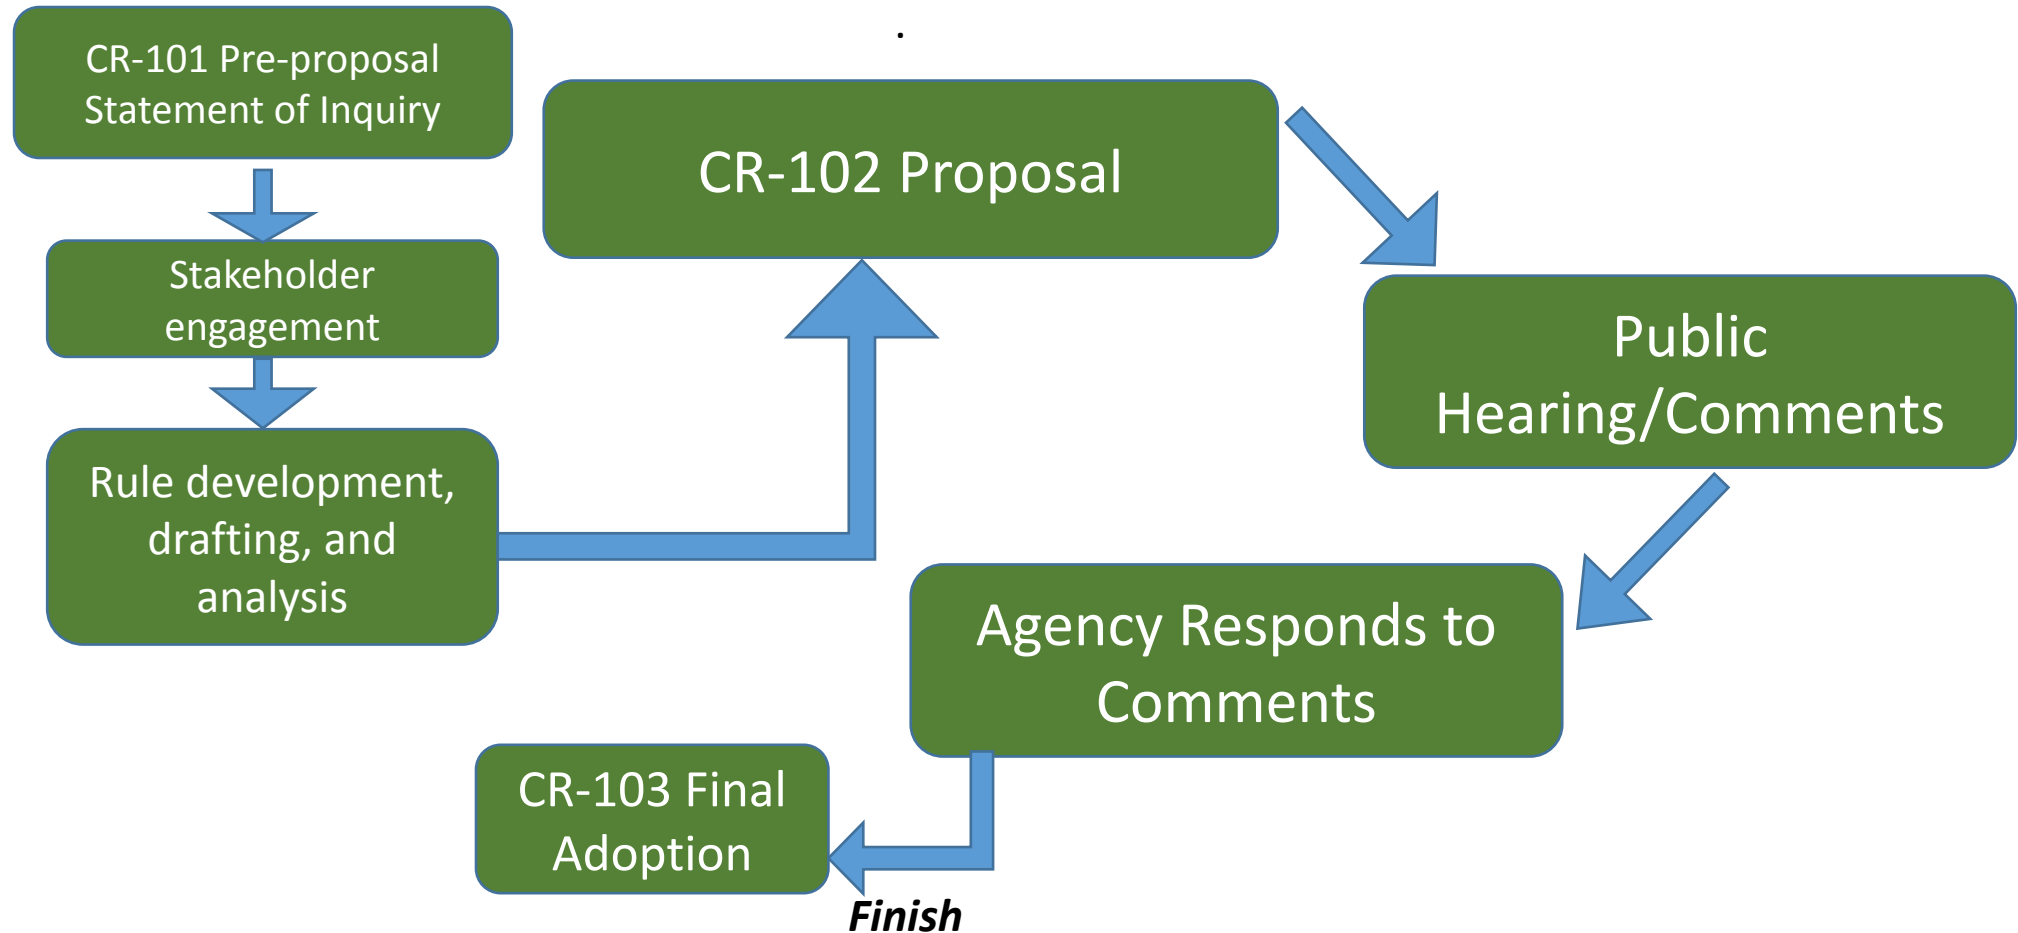 CR-101 Pre-proposal
Statement of Inquiry
Stakeholder
engagement
Rule development,
drafting, and
analysis
.
CR-102 Proposal
Public
Hearing/Comments
Agency Responds to
Comments
CR-103 Final
Adoption
Finish